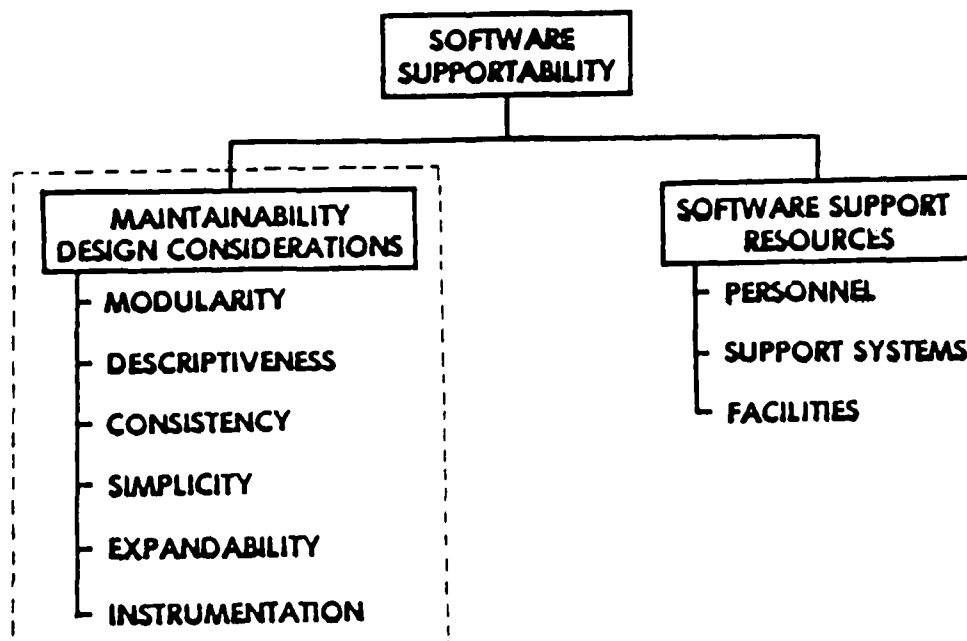 SOFTWARE
SUPPORTABILITY
MAINTAINABILITY
DESIGN CONSIDERATIONS
MODULARITY
DESCRIPTIVENESS
CONSISTENCY
SIMPLICITY
EXPANDABILITY
INSTRUMENTATION
SOFTWARE SUPPORT
RESOURCES
PERSONNEL
SUPPORT SYSTEMS
FACILITIES